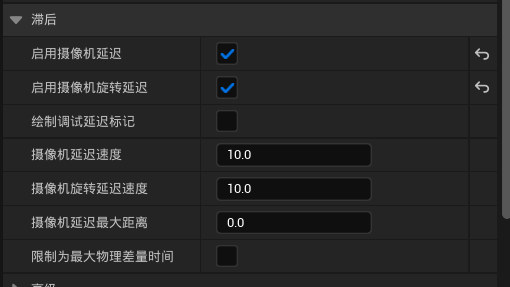 滞后
启用摄像机延迟
启用摄像机旋转延迟
绘制调试延迟标记
摄像机延迟速度 10.0
摄像机旋转延迟速度 10.0
摄像机延迟最大距离 0.0
限制为最大物理差量时间
高级